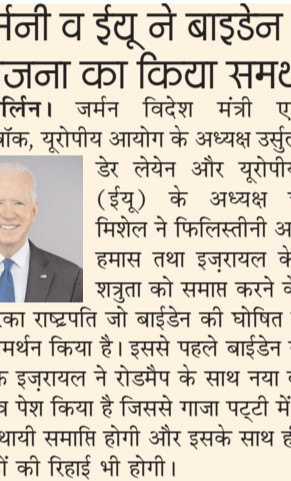 र्मनी व ईयू ने बाइडेन
जना का किया समर्थ
र्लिन। जर्मन विदेश मंत्री ए
बॉक, यूरोपीय आयोग के अध्यक्ष उर्सुल
डेर लेयेन और यूरोपीय
(ईयू) के अध्यक्ष च
मिशेल ने फिलिस्तीनी अ
हमास तथा इज़रायल के
शत्रुता को समाप्त करने के
का राष्ट्रपति जो बाईडेन की घोषित
मर्थन किया है। इससे पहले बाईडेन
क इज़रायल ने रोडमैप के साथ नया
व पेश किया है जिससे गाजा पट्टी में
थायी समाप्ति होगी और इसके साथ ही
ों की रिहाई भी होगी।